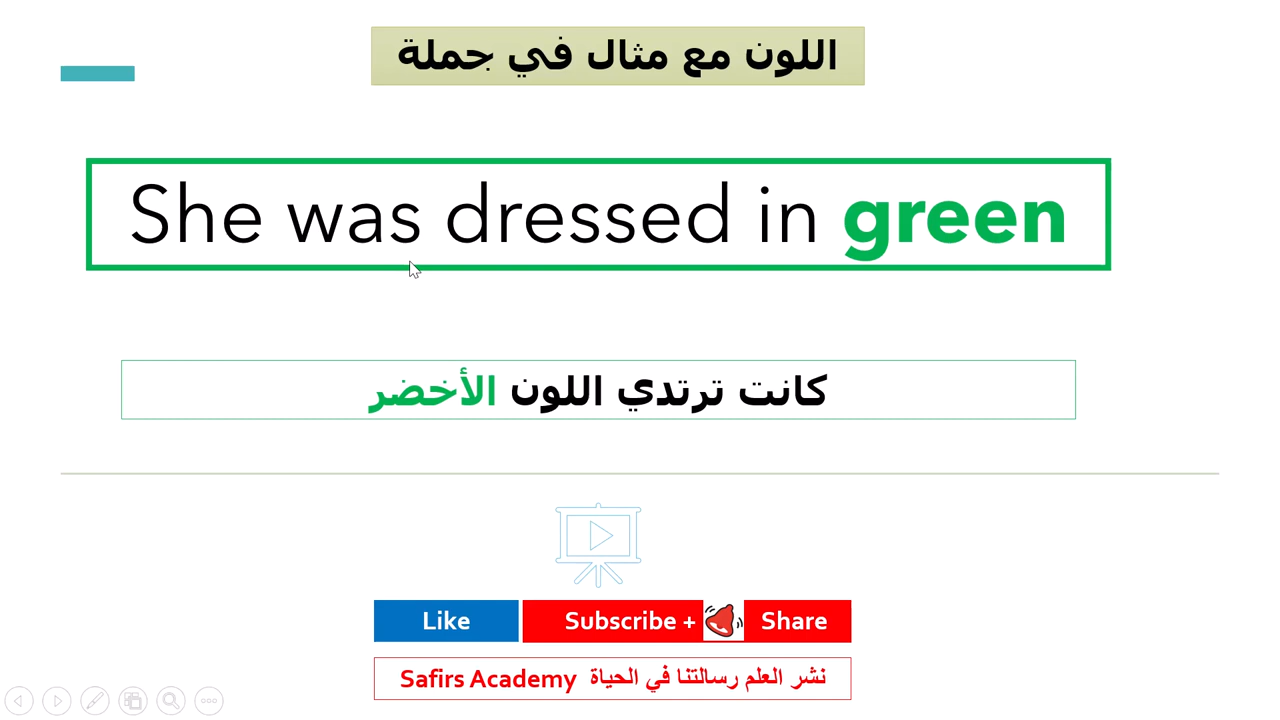 اللون مع مثال في جملة
She was dressed in green
كانت ترتدي اللون الأخضر
Like Subscribe + Share
Safirs Academy نشر العلم رسالتنا في الحياة